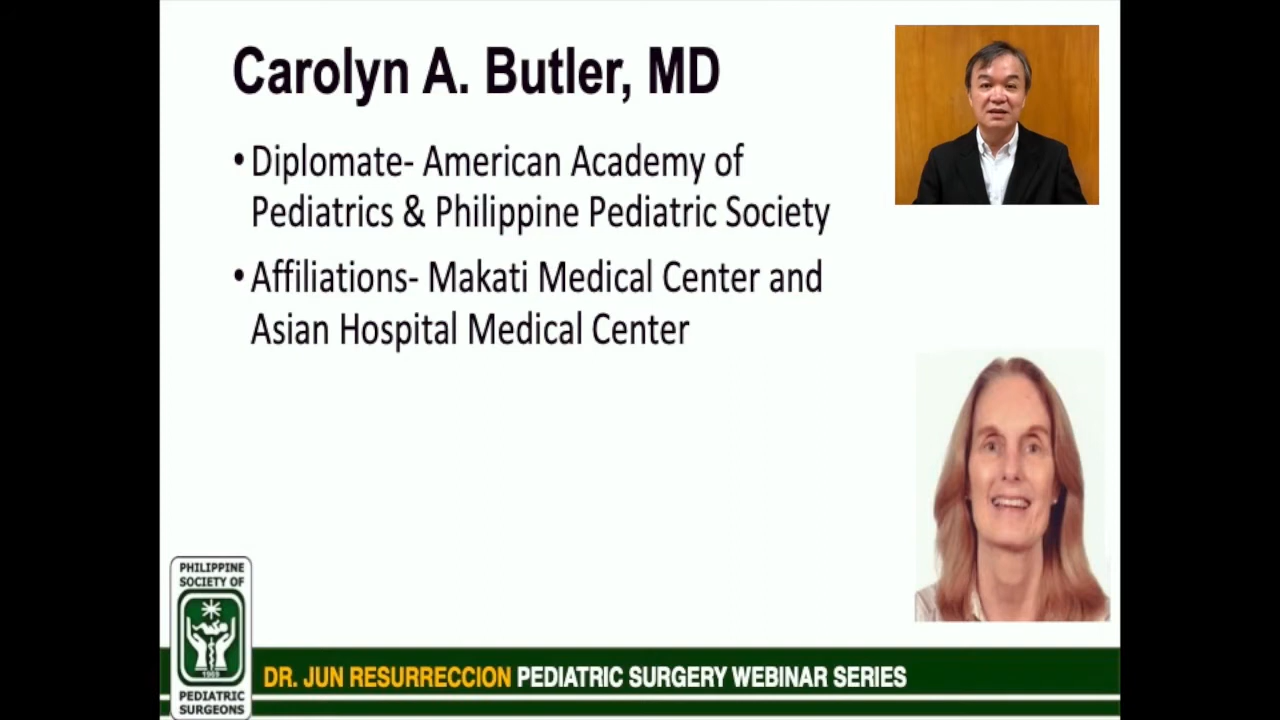 Carolyn A. Butler, MD
• Diplomate- American Academy of
Pediatrics & Philippine Pediatric Society
• Affiliations- Makati Medical Center and
Asian Hospital Medical Center
PHILIPPINE
SOCIETY OF
1969
PEDIATRIC
SURGEONS
DR. JUN RESURRECCION PEDIATRIC SURGERY WEBINAR SERIES